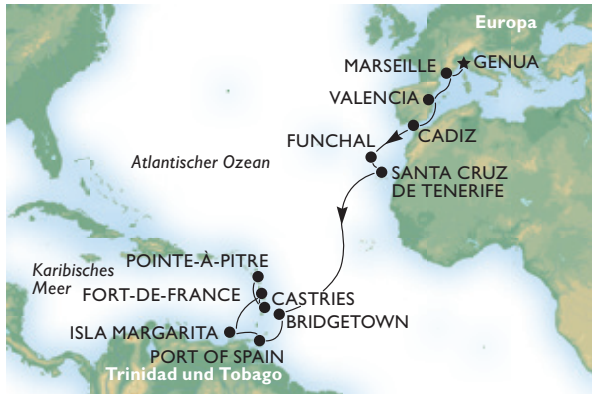 Europa
GENUA
MARSEILLE
VALENCIA
CADIZ
FUNCHAL
Atlantischer Ozean
SANTA CRUZ
DE TENERIFE
POINTE-À-PITRE
Karibisches
Meer
FORT-DE-FRANCE
CASTRIES
BRIDGETOWN
ISLA MARGARITA
PORT OF SPAIN
Trinidad und Tobago